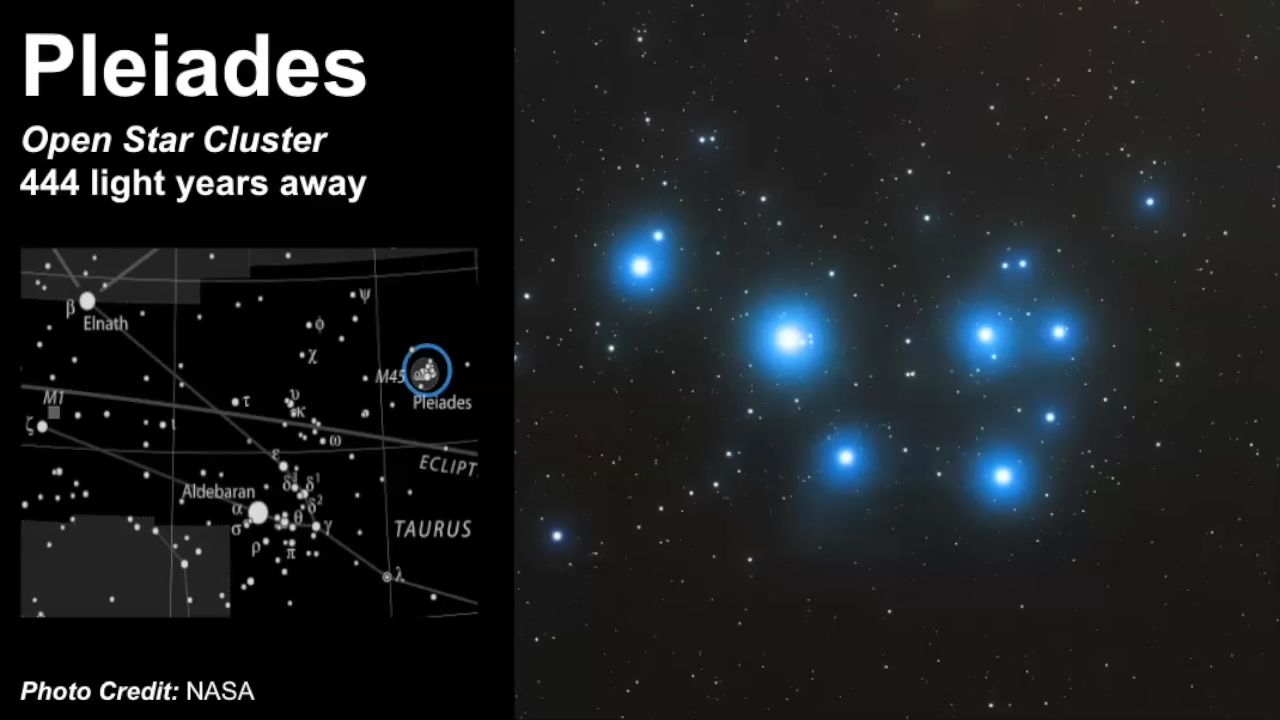 Pleiades
Open Star Cluster
444 light years away
β
Elnath
ψ
ϕ
χ
M45
Pleiades
M1
ζ
τ
υ
κ
ι
ω
ε
ECLIPT
Aldebaran
δ³ δ¹
α
δ²
σ
θ
γ
TAURUS
ρ
π
λ
Photo Credit: NASA